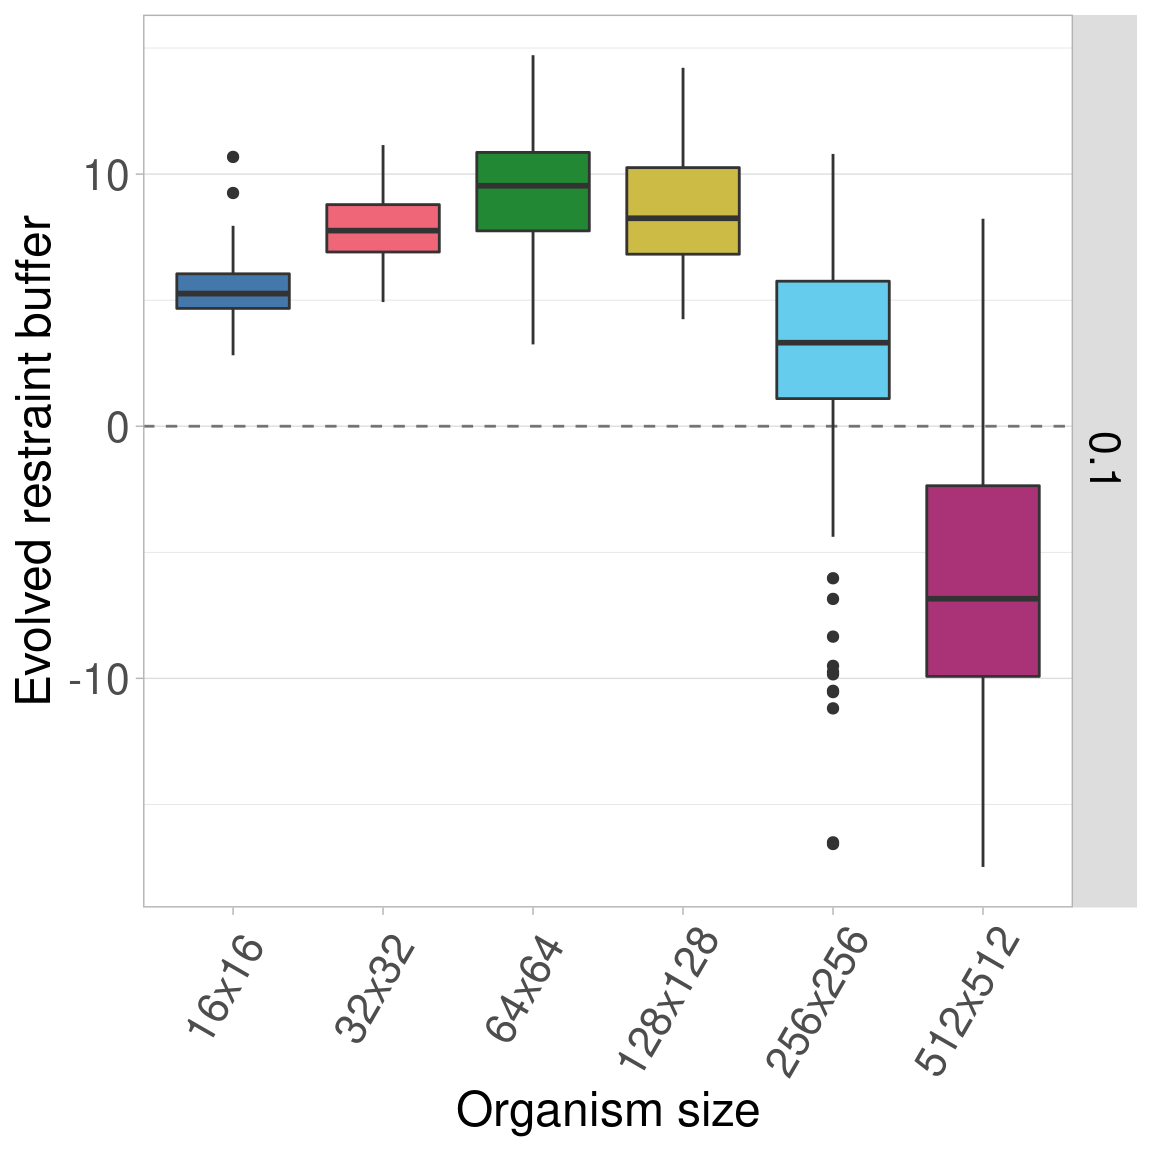 Evolved restraint buffer
10
0
-10
0.1
16x16
32x32
64x64
128x128
256x256
512x512
Organism size